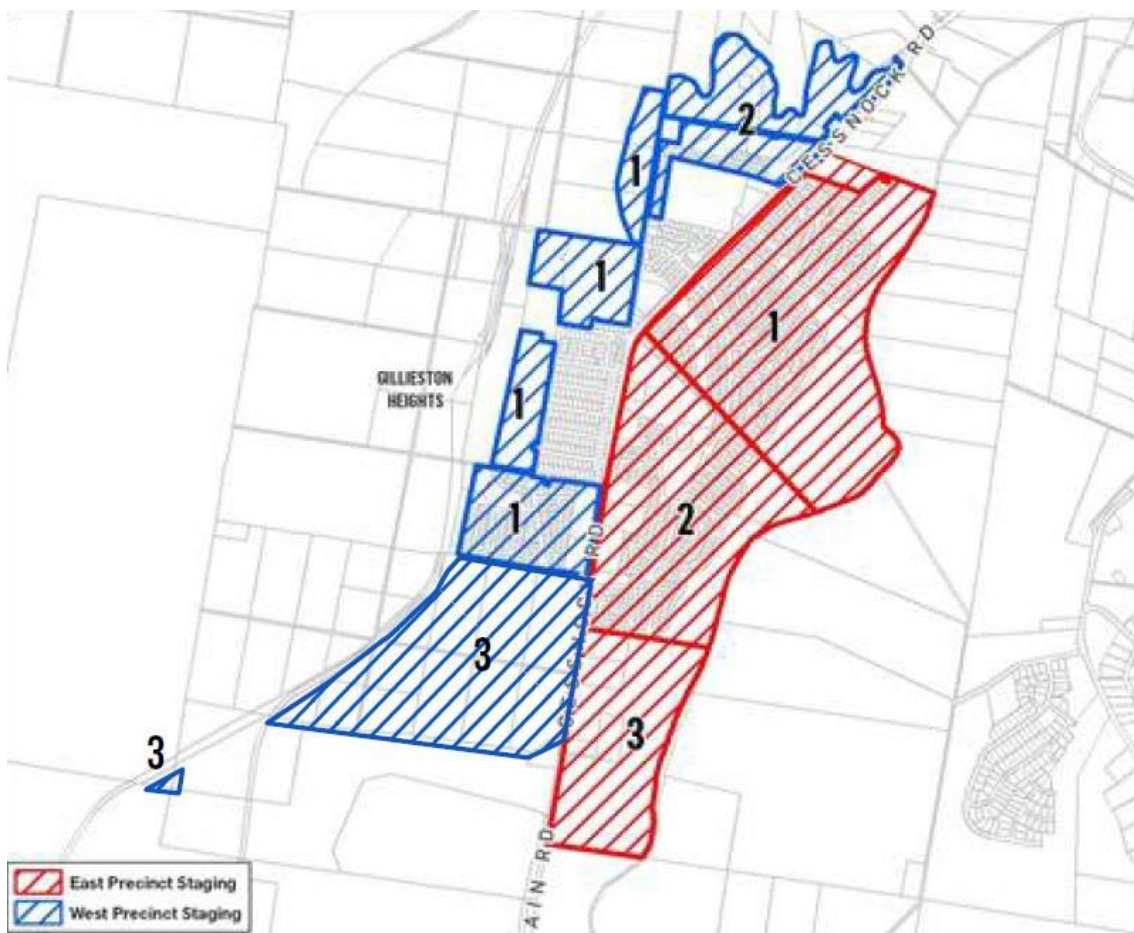 CESSNOCK RD
2
1
1
1
GILLIESTON
HEIGHTS
1
2
1
RD
3
3
3
AIN RD
East Precinct Staging
West Precinct Staging